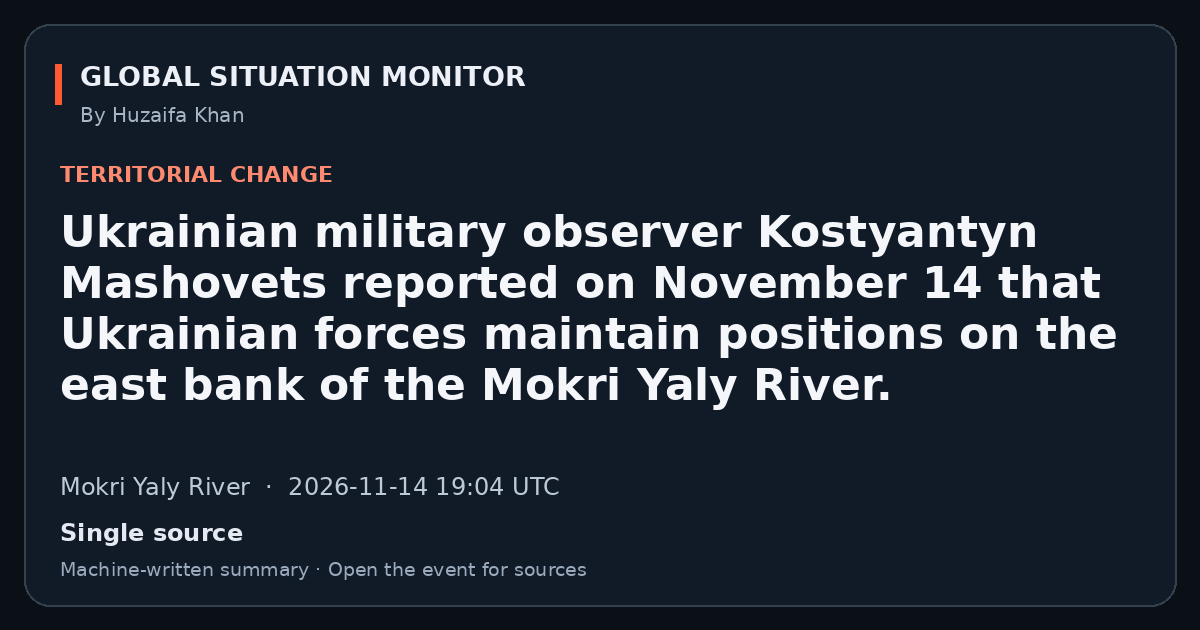 GLOBAL SITUATION MONITOR
By Huzaifa Khan
TERRITORIAL CHANGE
Ukrainian military observer Kostyantyn
Mashovets reported on November 14 that
Ukrainian forces maintain positions on the
east bank of the Mokri Yaly River.
Mokri Yaly River · 2026-11-14 19:04 UTC
Single source
Machine-written summary · Open the event for sources